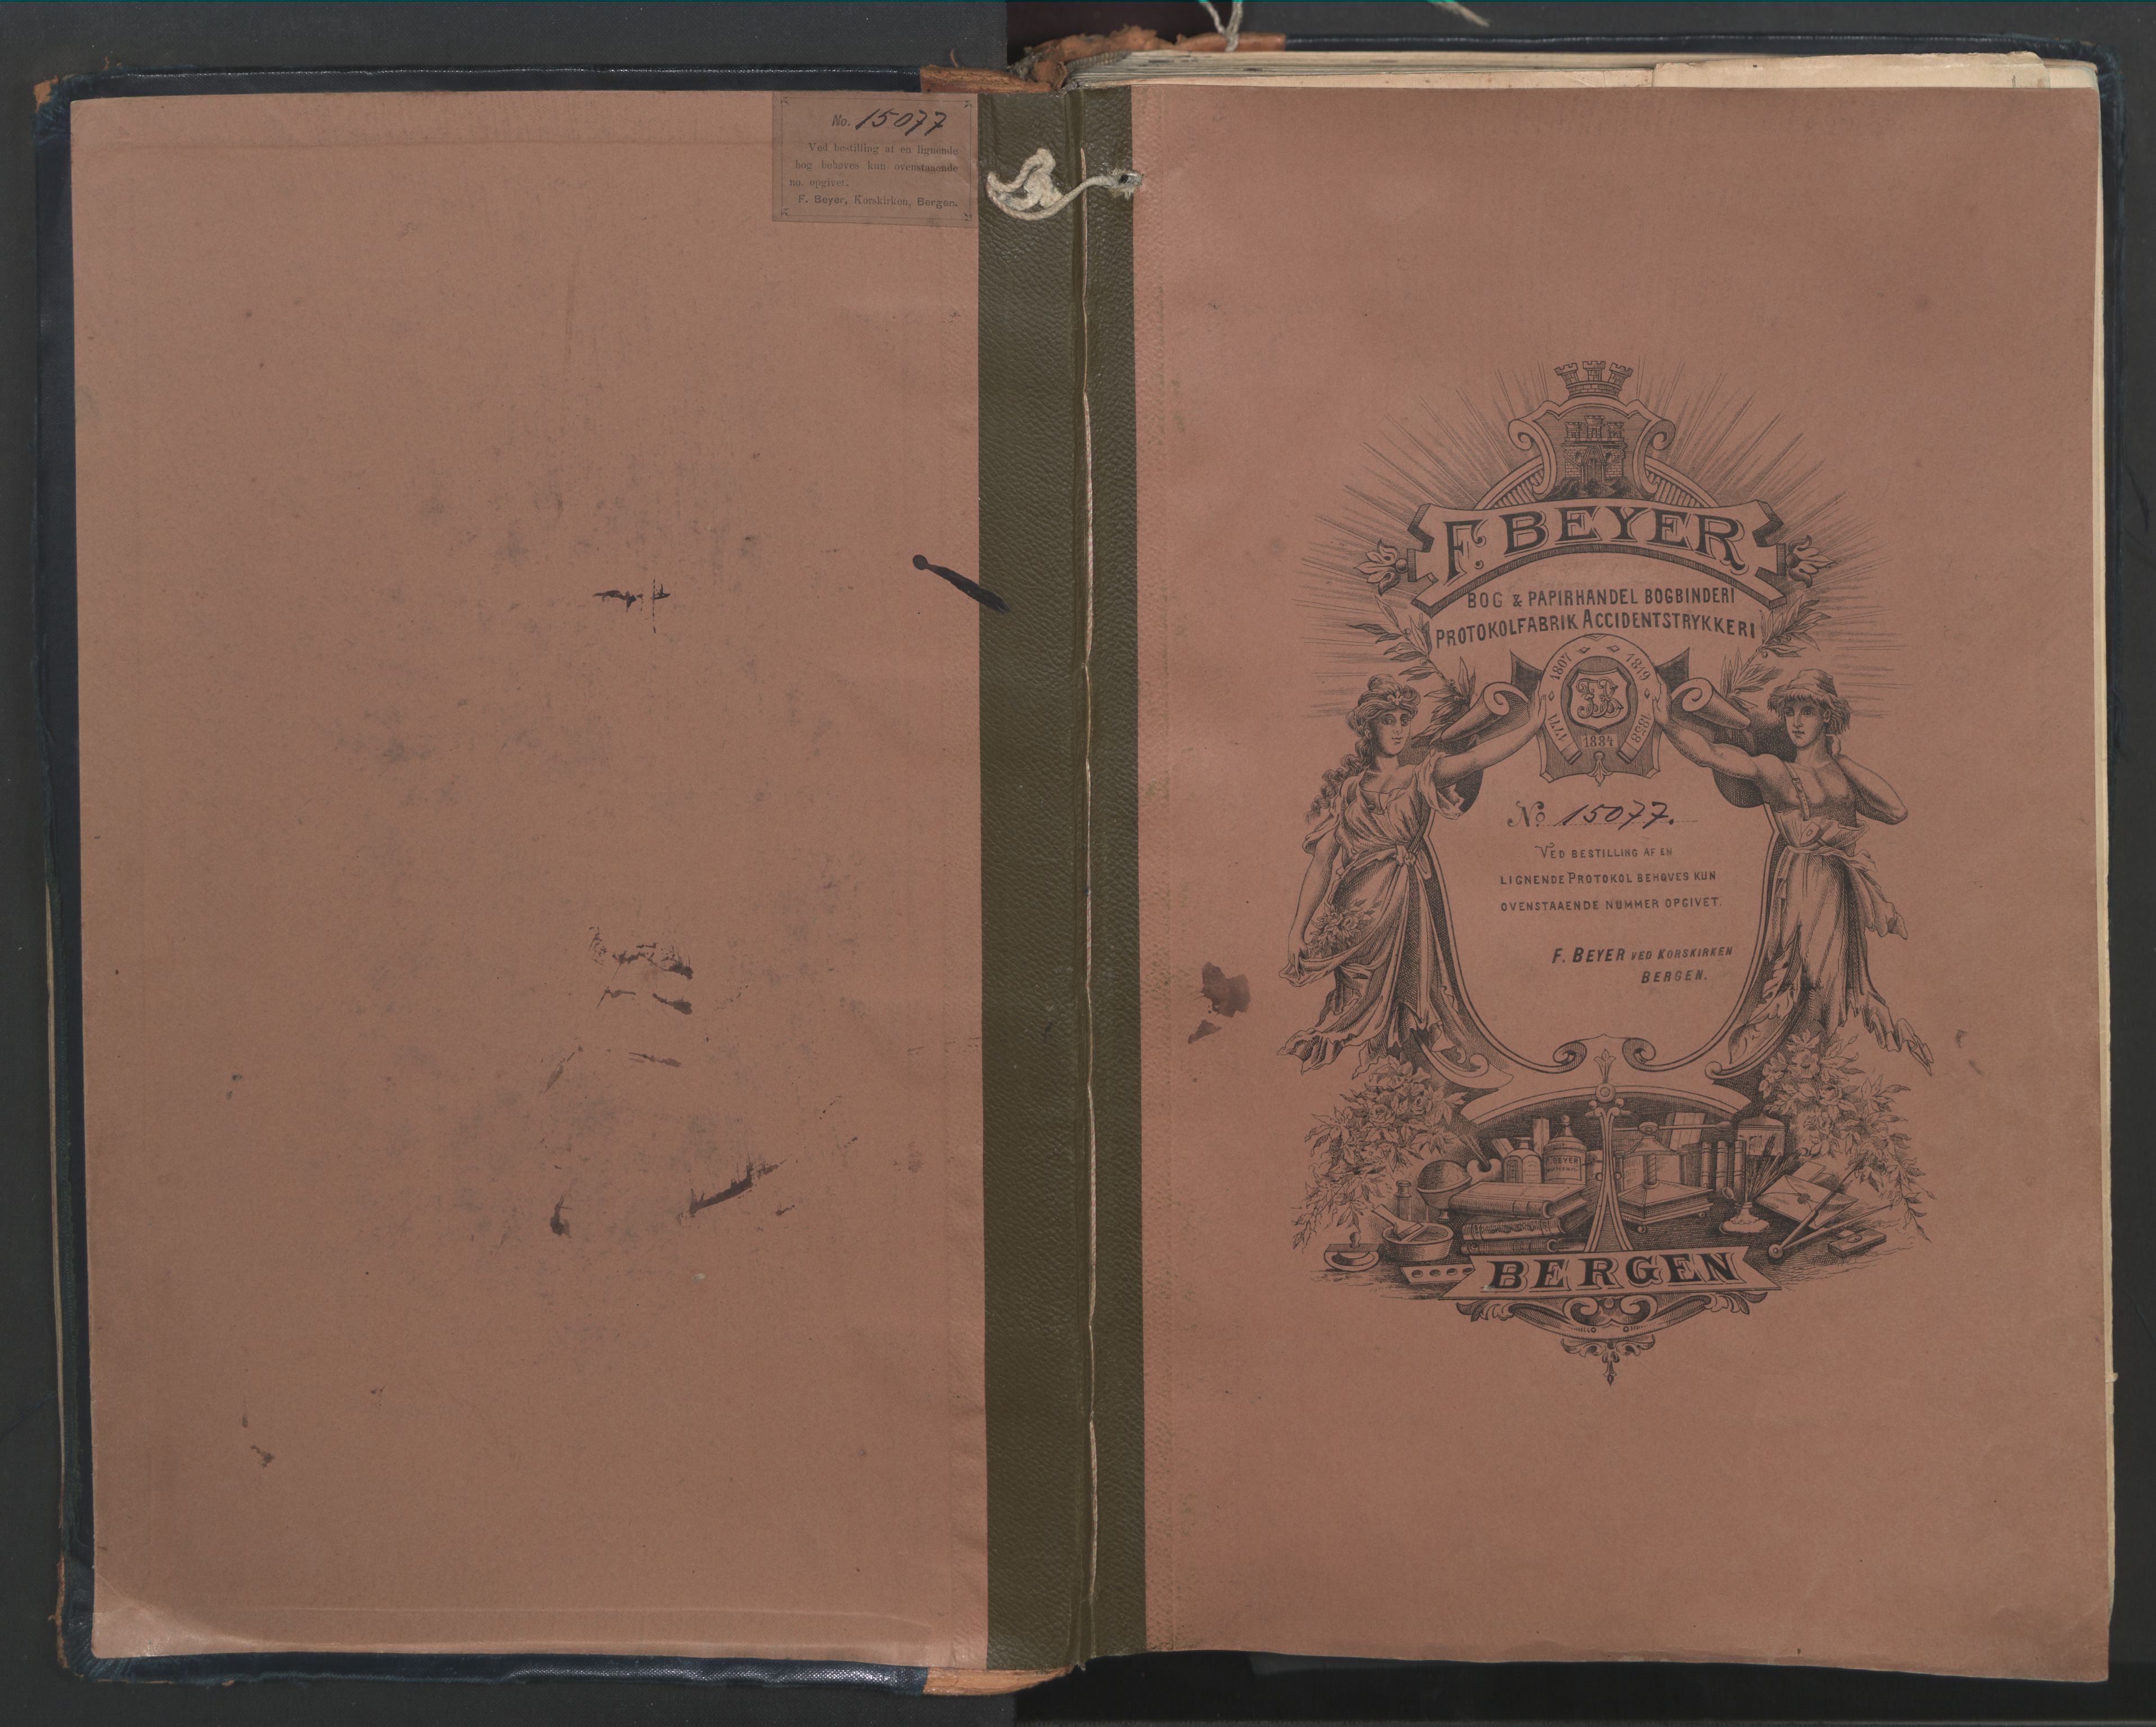 No. 15077
Ved bestilling af en lignende
bog behøves kun ovenstaaende
no. opgivet.
F. Beyer, Korskirken, Bergen.
F. BEYER
BOG & PAPIRHANDEL BOGBINDERI
PROTOKOLFABRIK ACCIDENTSTRYKKERI
1771 1807 1819 1858
1884
No 15077.
VED BESTILLING AF EN
LIGNENDE PROTOKOL BEHØVES KUN
OVENSTAAENDE NUMMER OPGIVET.
F. BEYER VED KORSKIRKEN
BERGEN.
BEYER
BERGEN